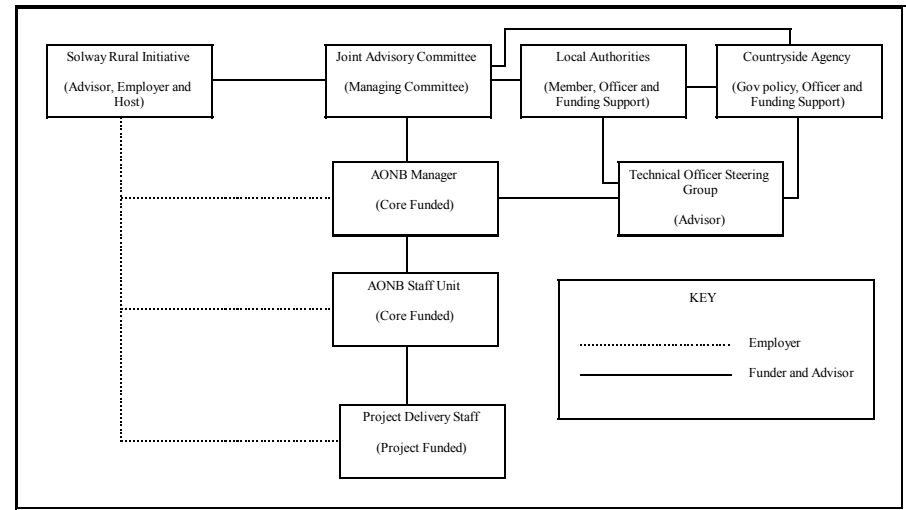 Solway Rural Initiative
(Advisor, Employer and
Host)
Joint Advisory Committee
(Managing Committee)
Local Authorities
(Member, Officer and
Funding Support)
Countryside Agency
(Gov policy, Officer and
Funding Support)
AONB Manager
(Core Funded)
Technical Officer Steering
Group
(Advisor)
AONB Staff Unit
(Core Funded)
KEY
Employer
Funder and Advisor
Project Delivery Staff
(Project Funded)